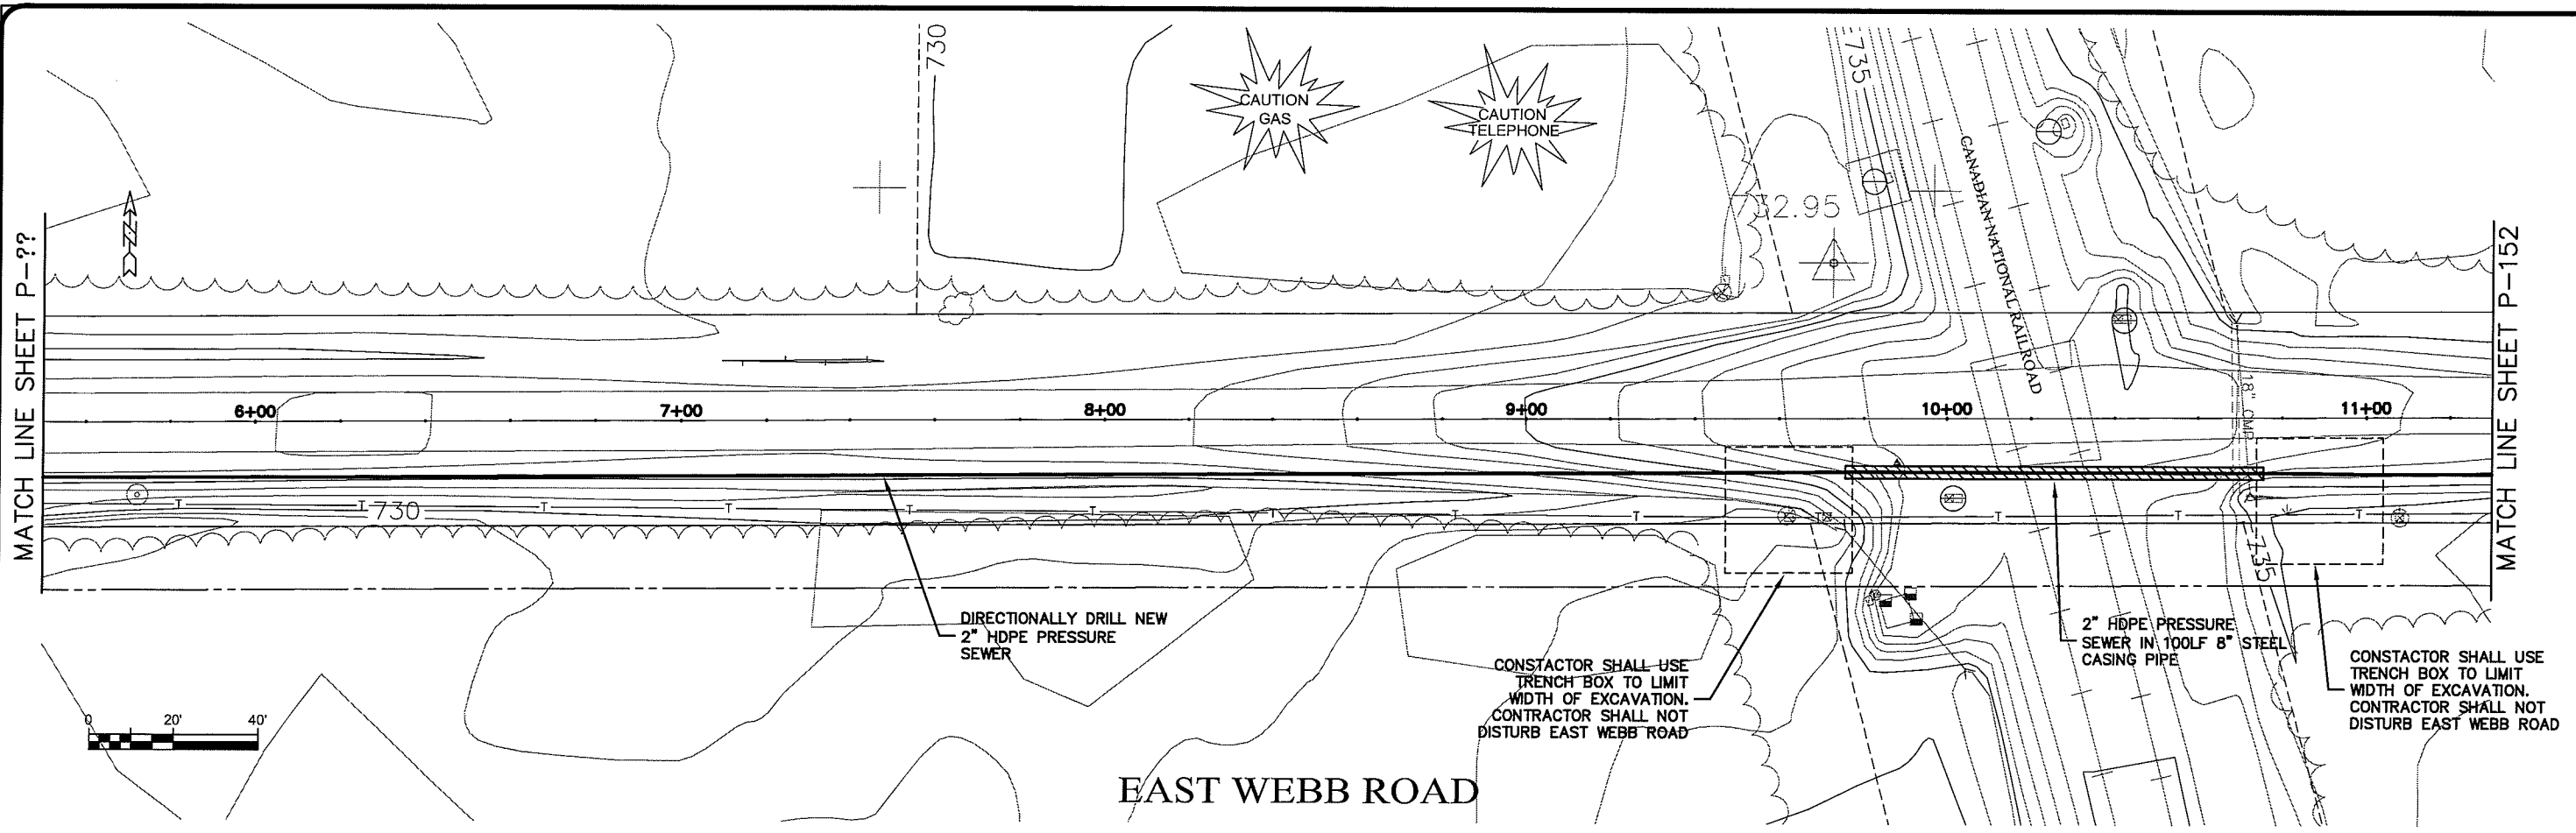 730
CAUTION
GAS
CAUTION
TELEPHONE
735
732.95
CANADIAN NATIONAL RAILROAD
MATCH LINE SHEET P-??
N
MATCH LINE SHEET P-152
18" CMP
6+00
7+00
8+00
9+00
10+00
11+00
T T T T T T T T T T T T T
730
735
DIRECTIONALLY DRILL NEW
2" HDPE PRESSURE
SEWER
CONSTACTOR SHALL USE
TRENCH BOX TO LIMIT
WIDTH OF EXCAVATION.
CONTRACTOR SHALL NOT
DISTURB EAST WEBB ROAD
2" HDPE PRESSURE
SEWER IN 100LF 8" STEEL
CASING PIPE
CONSTACTOR SHALL USE
TRENCH BOX TO LIMIT
WIDTH OF EXCAVATION.
CONTRACTOR SHALL NOT
DISTURB EAST WEBB ROAD
0 20' 40'
EAST WEBB ROAD